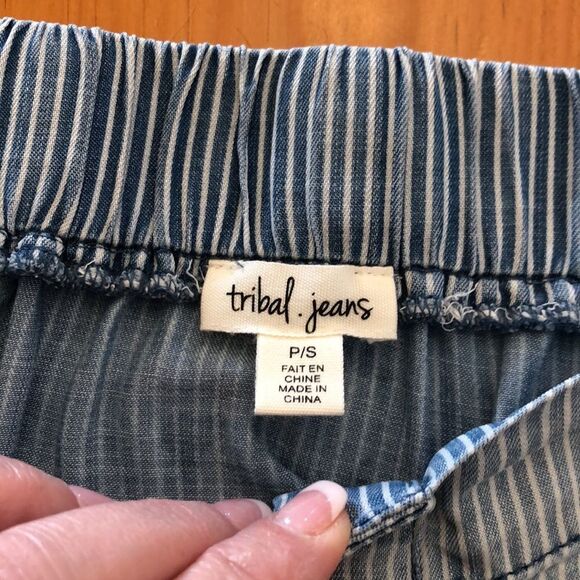 tribal . jeans
P/S
FAIT EN
CHINE
MADE IN
CHINA